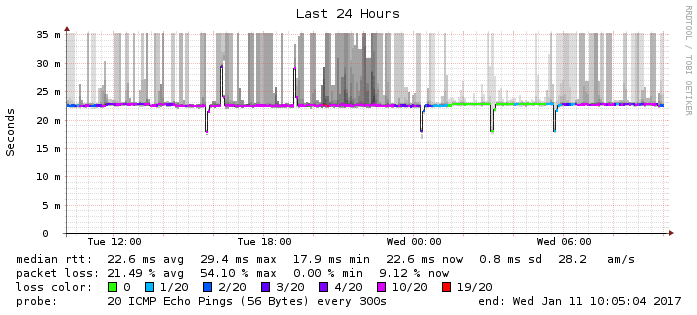 Last 24 Hours
RRDTOOL / TOBI OETIKER
Seconds
35 m
30 m
25 m
20 m
15 m
10 m
5 m
0
Tue 12:00 Tue 18:00 Wed 00:00 Wed 06:00
median rtt: 22.6 ms avg 29.4 ms max 17.9 ms min 22.6 ms now 0.8 ms sd 28.2 am/s
packet loss: 21.49 % avg 54.10 % max 0.00 % min 9.12 % now
loss color: 0 1/20 2/20 3/20 4/20 10/20 19/20
probe: 20 ICMP Echo Pings (56 Bytes) every 300s end: Wed Jan 11 10:05:04 2017